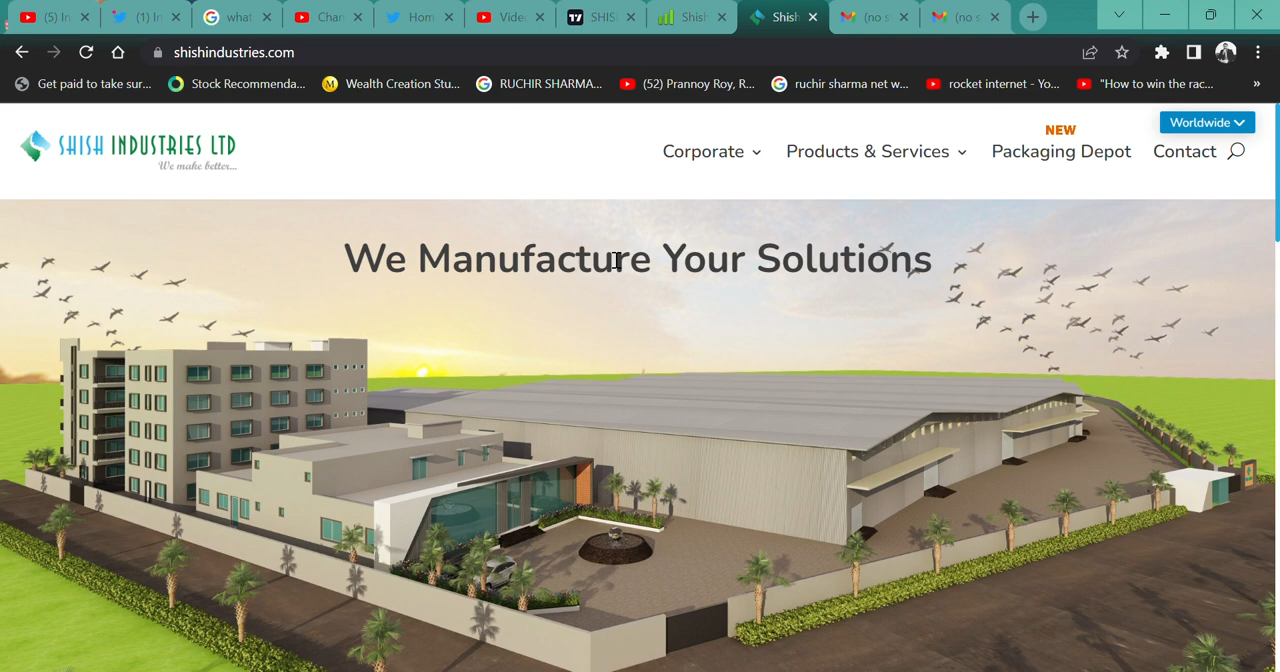 (5) In
(1) In
what
Chan
Hom
Vide
SHIS
Shish
Shish
(no s
(no s
shishindustries.com
Get paid to take sur...
Stock Recommenda...
Wealth Creation Stu...
RUCHIR SHARMA...
(52) Prannoy Roy, R...
ruchir sharma net w...
rocket internet - Yo...
"How to win the rac...
»
Worldwide
SHISH INDUSTRIES LTD
We make better...
NEW
Corporate
Products & Services
Packaging Depot
Contact
We Manufacture Your Solutions